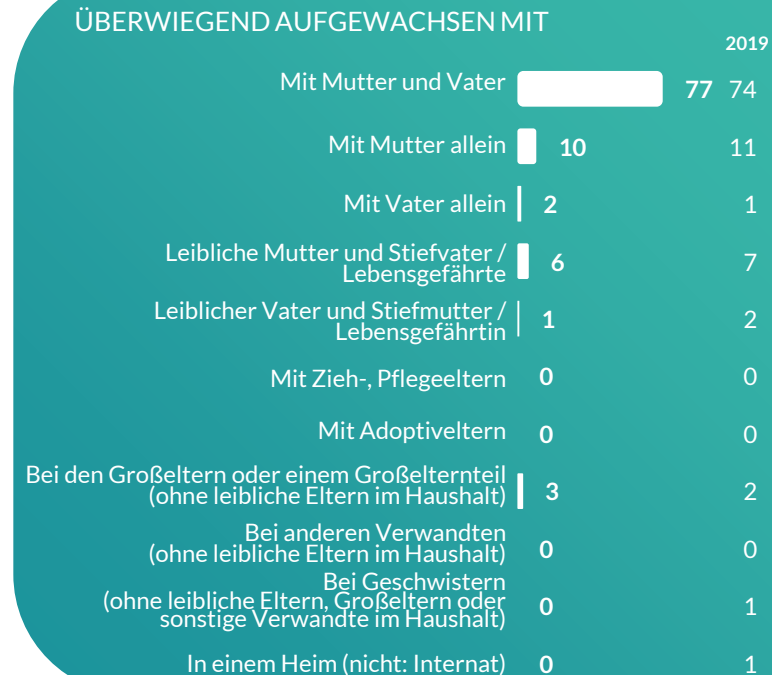 ÜBERWIEGEND AUFGEWACHSEN MIT
2019
Mit Mutter und Vater 77 74
Mit Mutter allein 10 11
Mit Vater allein 2 1
Leibliche Mutter und Stiefvater /
Lebensgefährte 6 7
Leiblicher Vater und Stiefmutter /
Lebensgefährtin 1 2
Mit Zieh-, Pflegeeltern 0 0
Mit Adoptiveltern 0 0
Bei den Großeltern oder einem Großelternteil
(ohne leibliche Eltern im Haushalt) 3 2
Bei anderen Verwandten
(ohne leibliche Eltern im Haushalt) 0 0
Bei Geschwistern
(ohne leibliche Eltern, Großeltern oder
sonstige Verwandte im Haushalt) 0 1
In einem Heim (nicht: Internat) 0 1